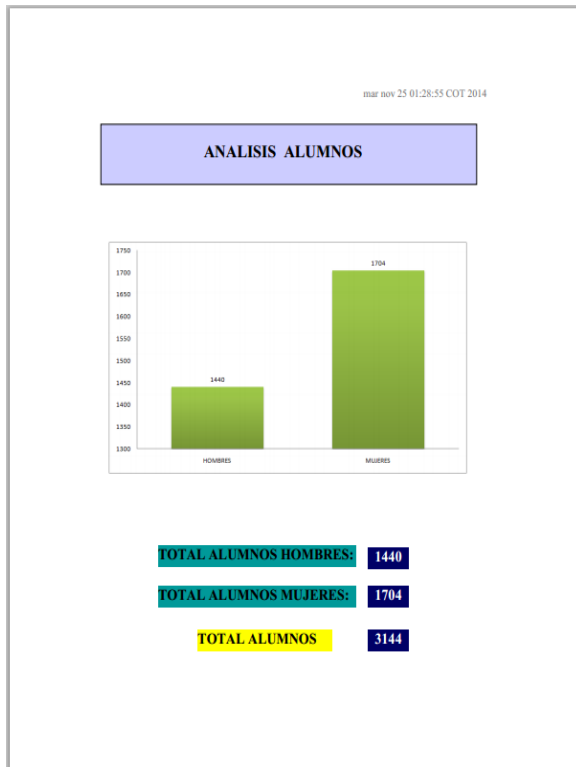 mar nov 25 01:28:55 COT 2014
ANALISIS ALUMNOS
1750
1700
1650
1600
1550
1500
1450
1400
1350
1300
1440
1704
HOMBRES
MUJERES
TOTAL ALUMNOS HOMBRES: 1440
TOTAL ALUMNOS MUJERES: 1704
TOTAL ALUMNOS 3144